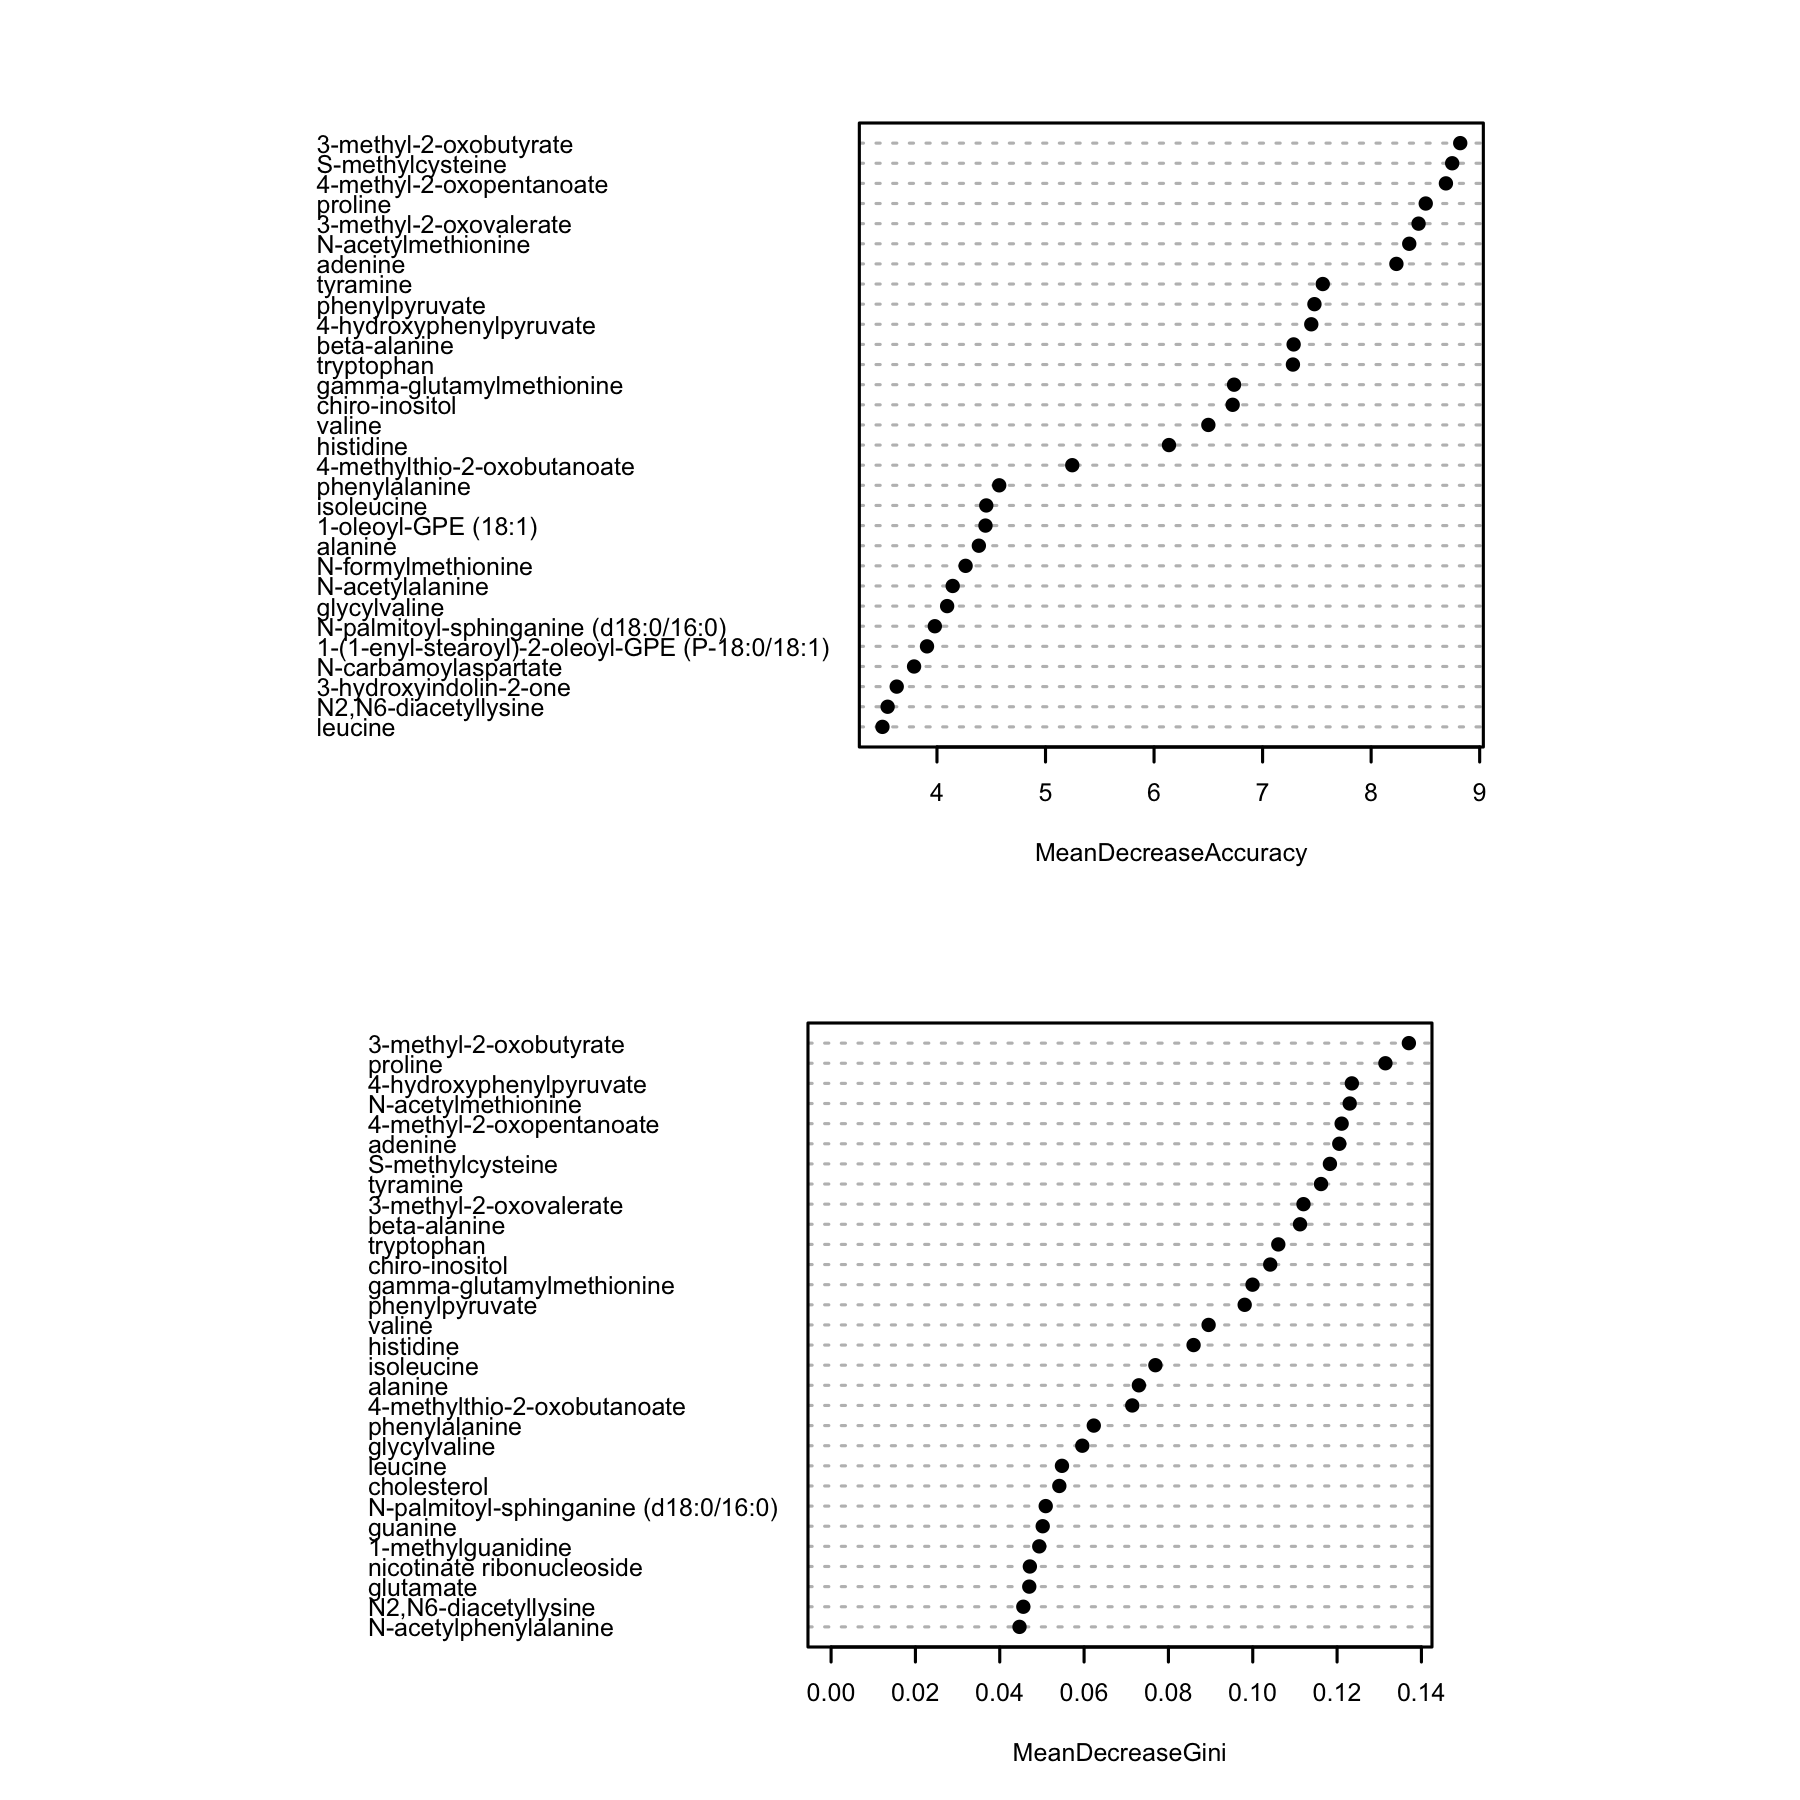 3-methyl-2-oxobutyrate
S-methylcysteine
4-methyl-2-oxopentanoate
proline
3-methyl-2-oxovalerate
N-acetylmethionine
adenine
tyramine
phenylpyruvate
4-hydroxyphenylpyruvate
beta-alanine
tryptophan
gamma-glutamylmethionine
chiro-inositol
valine
histidine
4-methylthio-2-oxobutanoate
phenylalanine
isoleucine
1-oleoyl-GPE (18:1)
alanine
N-formylmethionine
N-acetylalanine
glycylvaline
N-palmitoyl-sphinganine (d18:0/16:0)
1-(1-enyl-stearoyl)-2-oleoyl-GPE (P-18:0/18:1)
N-carbamoylaspartate
3-hydroxyindolin-2-one
N2,N6-diacetyllysine
leucine
4 5 6 7 8 9
MeanDecreaseAccuracy
3-methyl-2-oxobutyrate
proline
4-hydroxyphenylpyruvate
N-acetylmethionine
4-methyl-2-oxopentanoate
adenine
S-methylcysteine
tyramine
3-methyl-2-oxovalerate
beta-alanine
tryptophan
chiro-inositol
gamma-glutamylmethionine
phenylpyruvate
valine
histidine
isoleucine
alanine
4-methylthio-2-oxobutanoate
phenylalanine
glycylvaline
leucine
cholesterol
N-palmitoyl-sphinganine (d18:0/16:0)
guanine
1-methylguanidine
nicotinate ribonucleoside
glutamate
N2,N6-diacetyllysine
N-acetylphenylalanine
0.00 0.02 0.04 0.06 0.08 0.10 0.12 0.14
MeanDecreaseGini